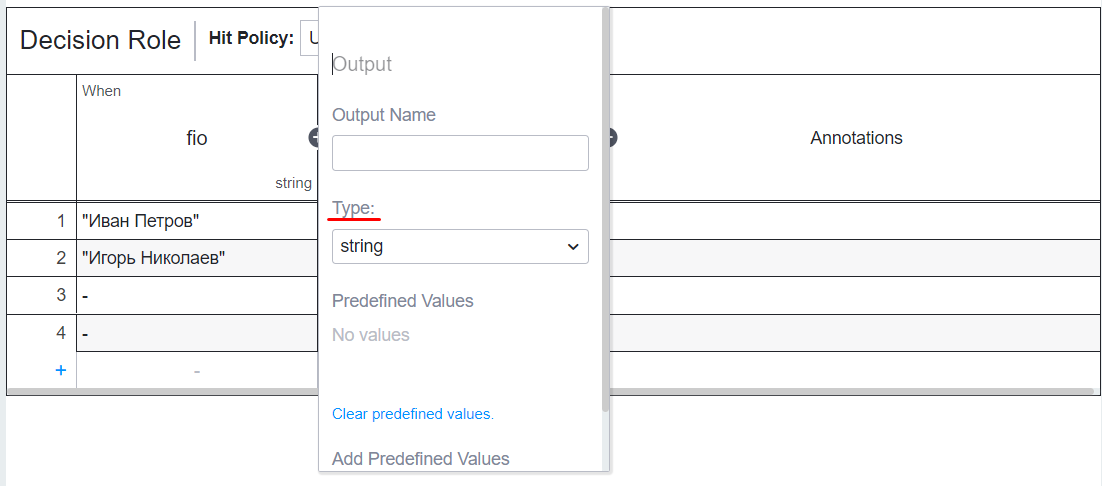 Decision Role
Hit Policy:
U
When
fio
string
Output
Output Name
Type:
string
Predefined Values
No values
Clear predefined values.
Add Predefined Values
Annotations
1 "Иван Петров"
2 "Игорь Николаев"
3 -
4 -
+ -